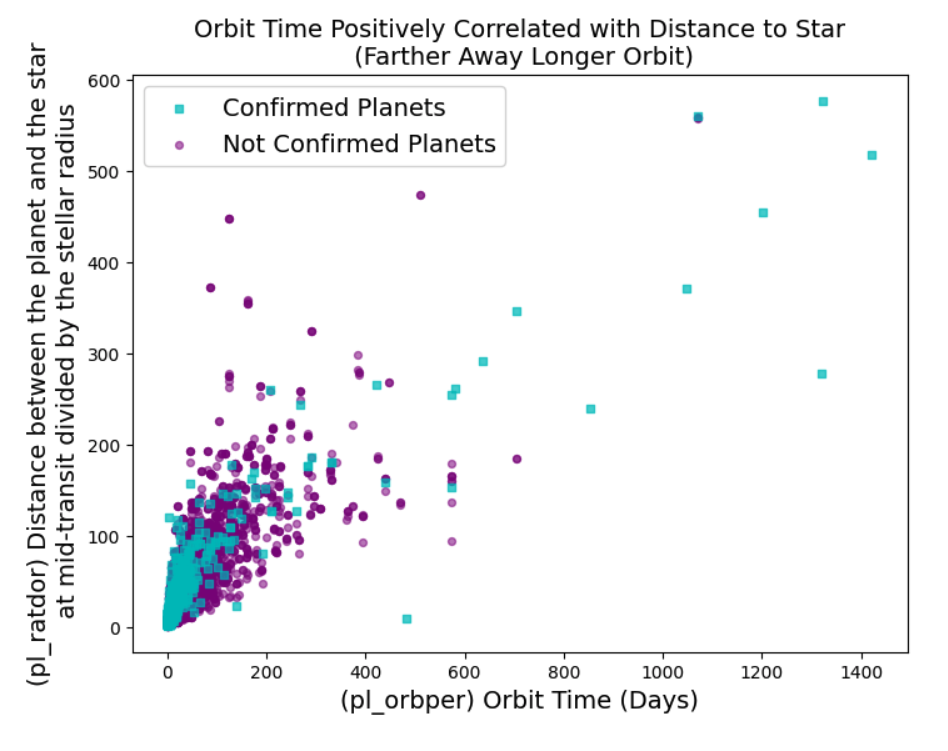 Orbit Time Positively Correlated with Distance to Star
(Farther Away Longer Orbit)
(pl_ratdor) Distance between the planet and the star
at mid-transit divided by the stellar radius
600
500
400
300
200
100
0
Confirmed Planets
Not Confirmed Planets
0 200 400 600 800 1000 1200 1400
(pl_orbper) Orbit Time (Days)